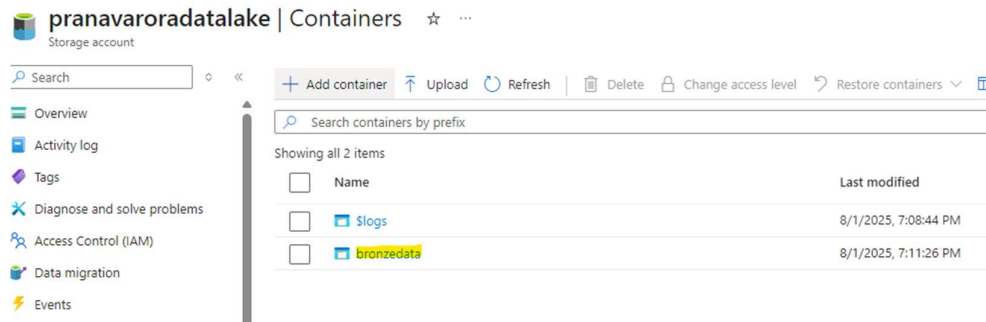 pranavaroradatalake | Containers
Storage account
Search
Add container Upload Refresh Delete Change access level Restore containers
Overview
Search containers by prefix
Activity log
Showing all 2 items
Tags
Name Last modified
Diagnose and solve problems
$logs 8/1/2025, 7:08:44 PM
Access Control (IAM)
bronzedata 8/1/2025, 7:11:26 PM
Data migration
Events